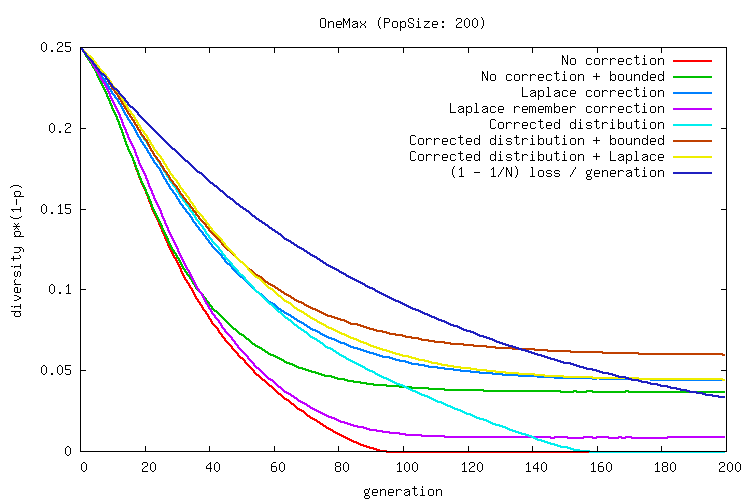 OneMax (PopSize: 200)
No correction
No correction + bounded
Laplace correction
Laplace remember correction
Corrected distribution
Corrected distribution + bounded
Corrected distribution + Laplace
(1 - 1/N) loss / generation
diversity p*(1-p)
0.25
0.2
0.15
0.1
0.05
0
0 20 40 60 80 100 120 140 160 180 200
generation